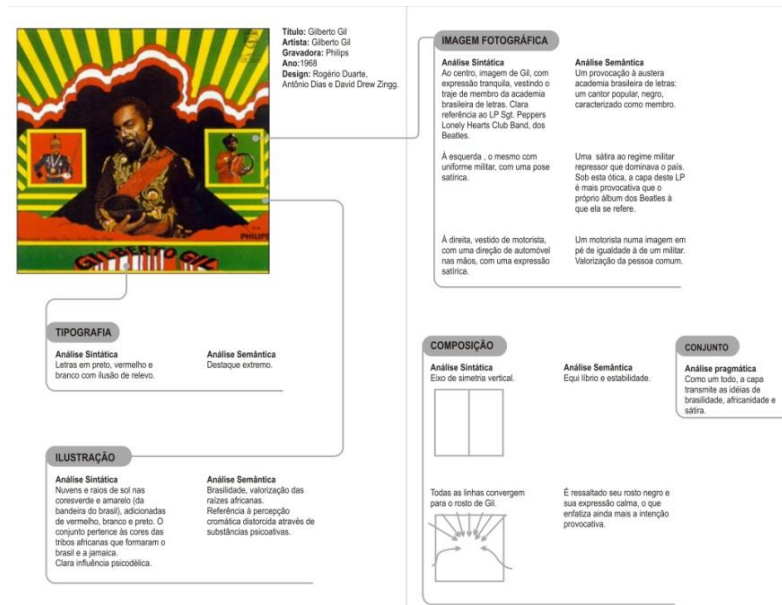 Título: Gilberto Gil
Artista: Gilberto Gil
Gravadora: Philips
Ano:1968
Design: Rogério Duarte,
Antônio Dias e David Drew Zingg.
PHILIPS
GILBERTO GIL
TIPOGRAFIA
Análise Sintática
Letras em preto, vermelho e
branco com ilusão de relevo.
Análise Semântica
Destaque extremo.
ILUSTRAÇÃO
Análise Sintática
Nuvens e raios de sol nas
coresverde e amarelo (da
bandeira do brasil), adicionadas
de vermelho, branco e preto. O
conjunto pertence às cores das
tribos africanas que formaram o
brasil e a jamaica.
Clara influência psicodélica.
Análise Semântica
Brasilidade, valorização das
raízes africanas.
Referência à percepção
cromática distorcida através de
substâncias psicoativas.
IMAGEM FOTOGRÁFICA
Análise Sintática
Ao centro, imagem de Gil, com
expressão tranquila, vestindo o
traje de membro da academia
brasileira de letras. Clara
referência ao LP Sgt. Peppers
Lonely Hearts Club Band, dos
Beatles.
Análise Semântica
Um provocação à austera
academia brasileira de letras:
um cantor popular, negro,
caracterizado como membro.
À esquerda , o mesmo com
uniforme militar, com uma pose
satírica.
Uma sátira ao regime militar
repressor que dominava o país.
Sob esta ótica, a capa deste LP
é mais provocativa que o
próprio álbum dos Beatles à
que ela se refere.
À direita, vestido de motorista,
com uma direção de automóvel
nas mãos, com uma expressão
satírica.
Um motorista numa imagem em
pé de igualdade à de um militar.
Valorização da pessoa comum.
COMPOSIÇÃO
Análise Sintática
Eixo de simetria vertical.
Análise Semântica
Equi líbrio e estabilidade.
Todas as linhas convergem
para o rosto de Gil.
É ressaltado seu rosto negro e
sua expressão calma, o que
enfatiza ainda mais a intenção
provocativa.
CONJUNTO
Análise pragmática
Como um todo, a capa
transmite as idéias de
brasilidade, africanidade e
sátira.